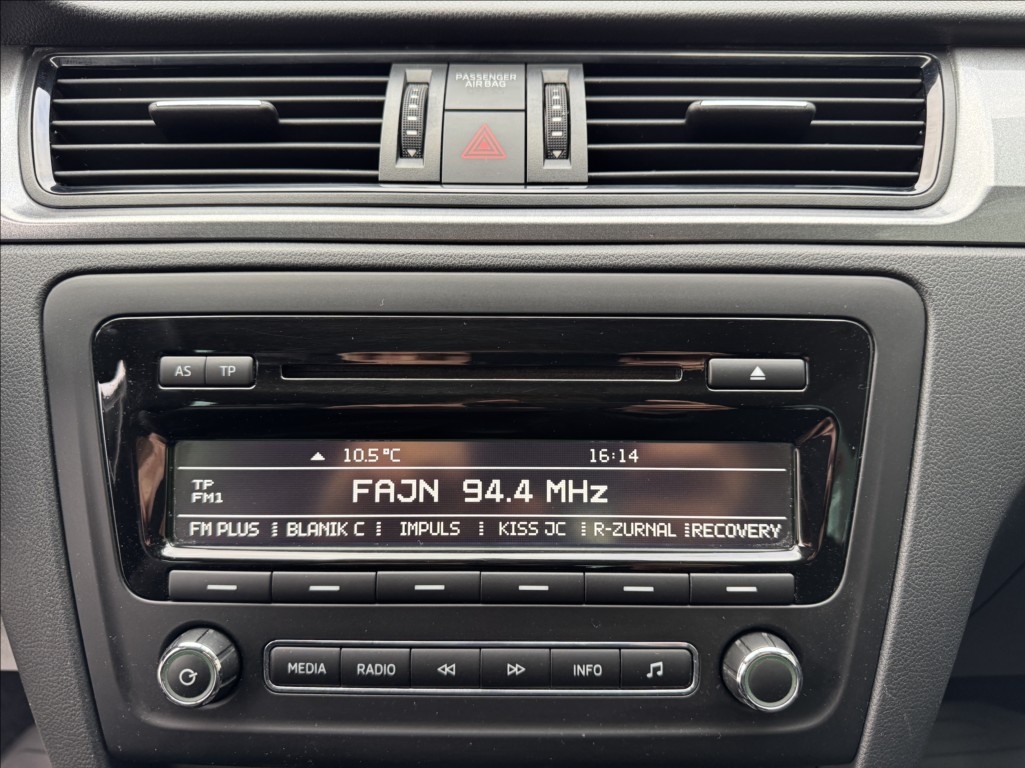 PASSENGER
AIR BAG
AS TP
10.5°C 16:14
TP
FM1
FAJN 94.4 MHz
FM PLUS BLANIK C IMPULS KISS JC R-ZURNAL RECOVERY
MEDIA RADIO INFO